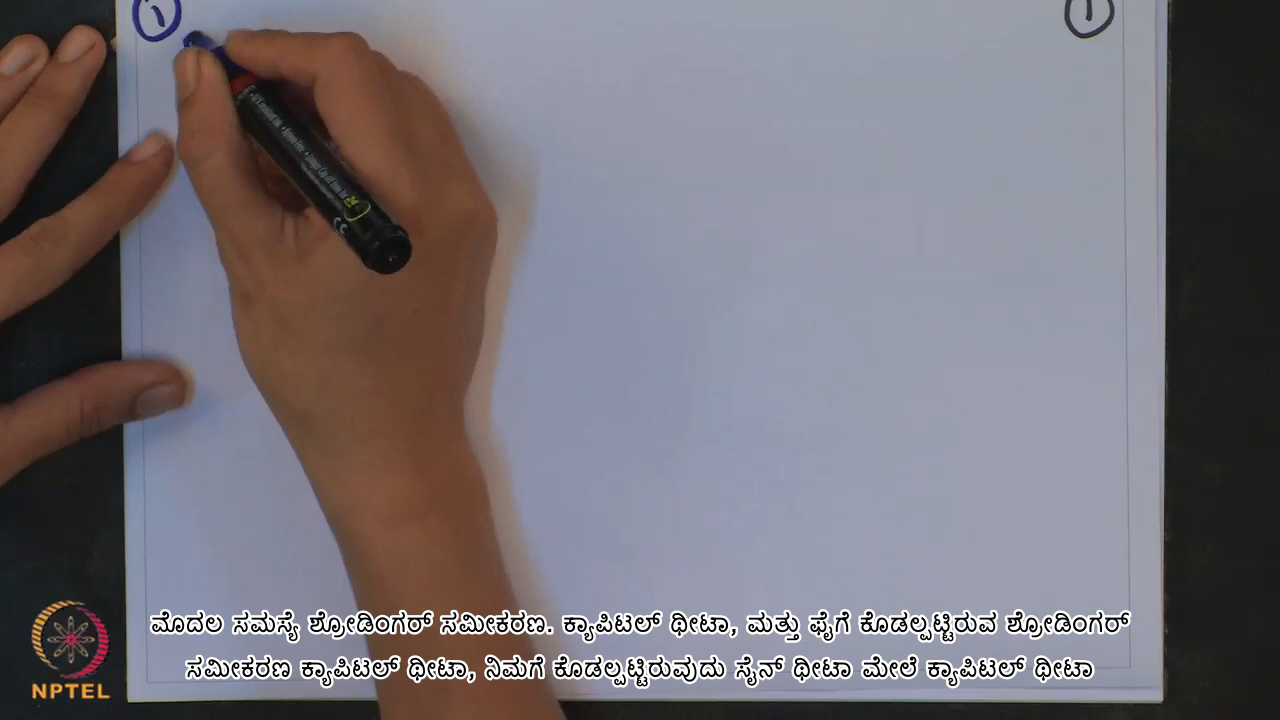 1
1
ಮೊದಲ ಸಮಸ್ಯೆ ಶ್ರೋಡಿಂಗರ್ ಸಮೀಕರಣ. ಕ್ಯಾಪಿಟಲ್ ಥೀಟಾ, ಮತ್ತು ಫೈಗೆ ಕೊಡಲ್ಪಟ್ಟಿರುವ ಶ್ರೋಡಿಂಗರ್
ಸಮೀಕರಣ ಕ್ಯಾಪಿಟಲ್ ಥೀಟಾ, ನಿಮಗೆ ಕೊಡಲ್ಪಟ್ಟಿರುವುದು ಸೈನ್ ಥೀಟಾ ಮೇಲೆ ಕ್ಯಾಪಿಟಲ್ ಥೀಟಾ
NPTEL